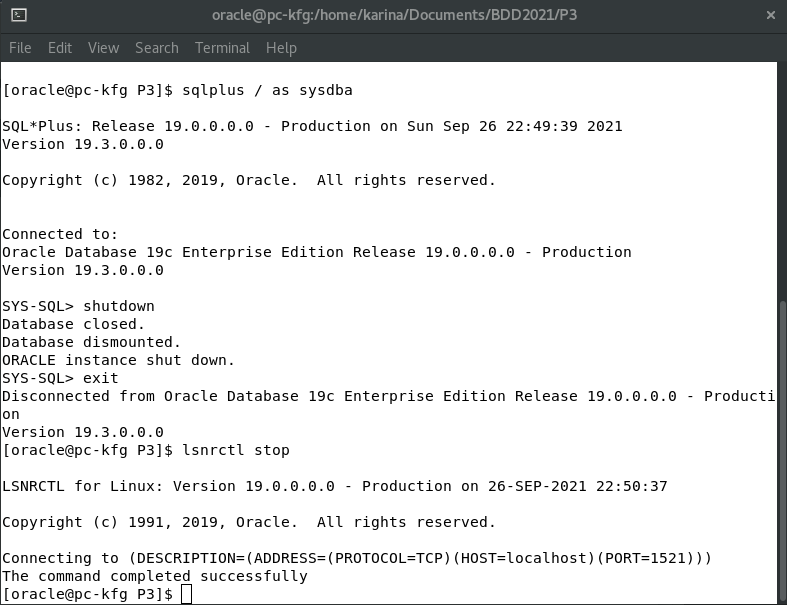 oracle@pc-kfg:/home/karina/Documents/BDD2021/P3
File Edit View Search Terminal Help
[oracle@pc-kfg P3]$ sqlplus / as sysdba
SQL*Plus: Release 19.0.0.0.0 - Production on Sun Sep 26 22:49:39 2021
Version 19.3.0.0.0
Copyright (c) 1982, 2019, Oracle.  All rights reserved.
Connected to:
Oracle Database 19c Enterprise Edition Release 19.0.0.0.0 - Production
Version 19.3.0.0.0
SYS-SQL> shutdown
Database closed.
Database dismounted.
ORACLE instance shut down.
SYS-SQL> exit
Disconnected from Oracle Database 19c Enterprise Edition Release 19.0.0.0.0 - Producti
on
Version 19.3.0.0.0
[oracle@pc-kfg P3]$ lsnrctl stop
LSNRCTL for Linux: Version 19.0.0.0.0 - Production on 26-SEP-2021 22:50:37
Copyright (c) 1991, 2019, Oracle.  All rights reserved.
Connecting to (DESCRIPTION=(ADDRESS=(PROTOCOL=TCP)(HOST=localhost)(PORT=1521)))
The command completed successfully
[oracle@pc-kfg P3]$